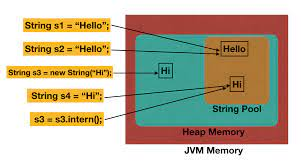 String s1 = "Hello";
String s2 = "Hello";
String s3 = new String("Hi");
String s4 = "Hi";
s3 = s3.intern();
Hello
Hi
Hi
String Pool
Heap Memory
JVM Memory